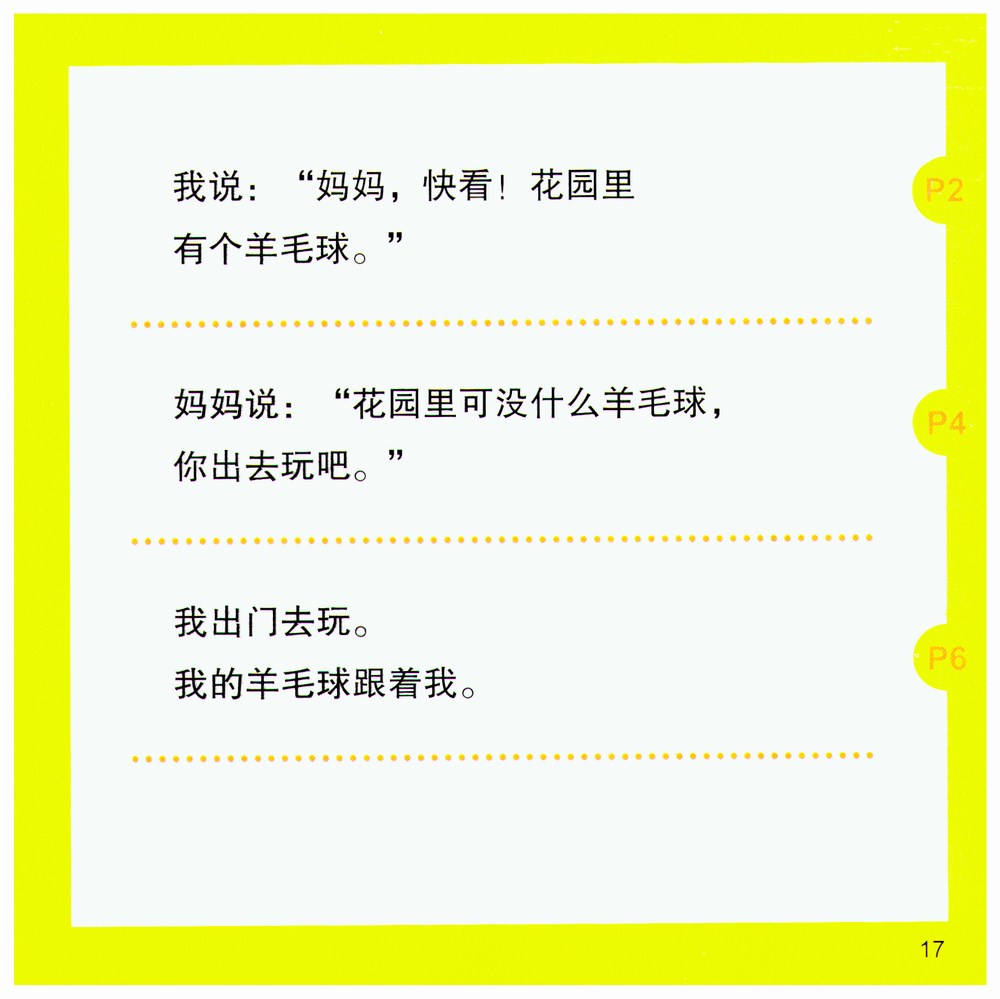 我说：“妈妈，快看！花园里
有个羊毛球。”
P2
妈妈说：“花园里可没什么羊毛球，
你出去玩吧。”
P4
我出门去玩。
我的羊毛球跟着我。
P6
17